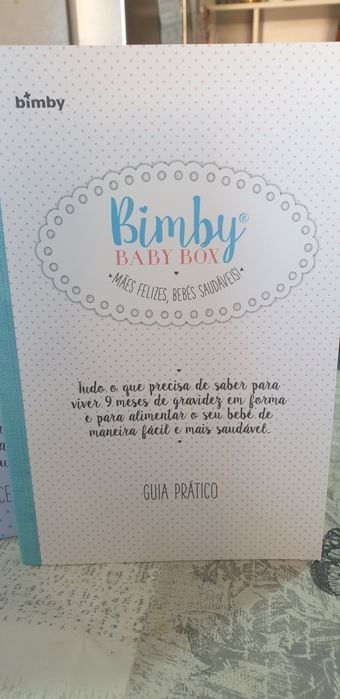 bimby
Bimby®
BABY BOX
MÃES FELIZES, BEBÉS SAUDÁVEIS!
Tudo o que precisa de saber para
viver 9 meses de gravidez em forma
e para alimentar o seu bebé de
maneira fácil e mais saudável.
GUIA PRÁTICO